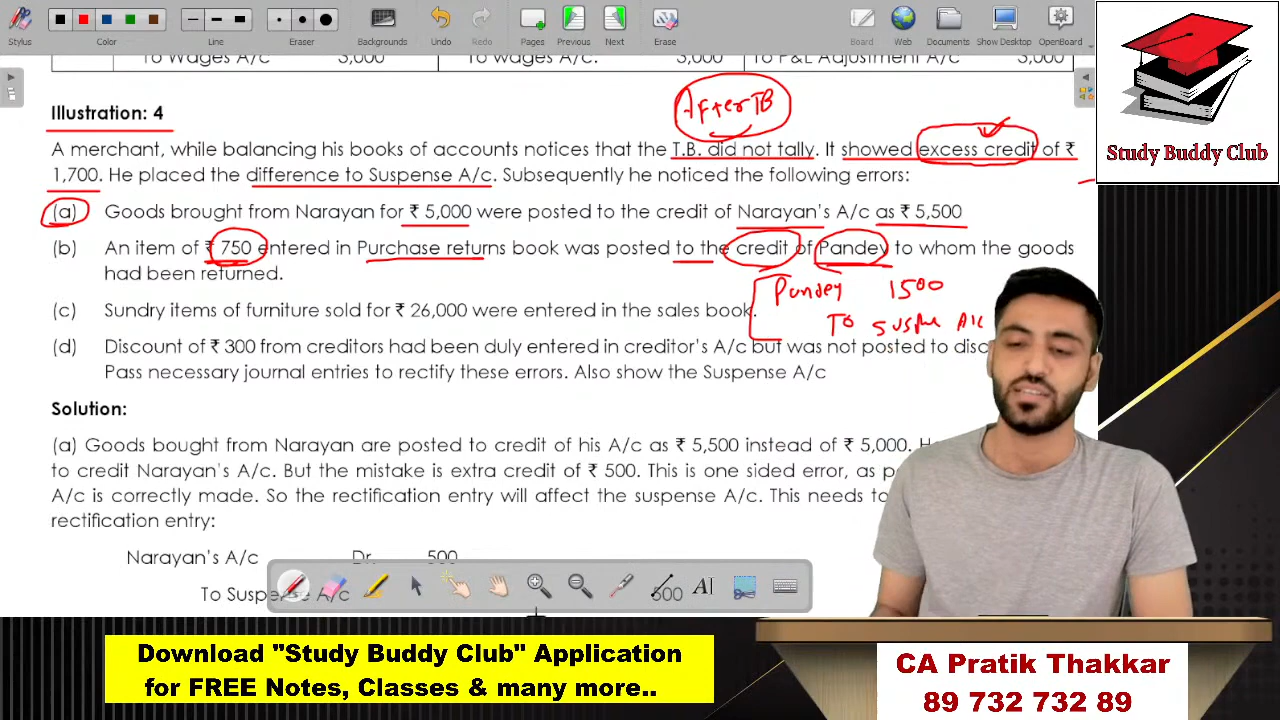 Stylus
Color
Line
Eraser
Backgrounds
Undo
Redo
Pages
Previous
Next
Erase
Board
Web
Documents
Show Desktop
OpenBoard
Study Buddy Club
To Wages A/c 3,000 To wages A/c. 3,000 To P&L Adjustment A/c 3,000
After TB
Illustration: 4
A merchant, while balancing his books of accounts notices that the T.B. did not tally. It showed excess credit of ₹
1,700. He placed the difference to Suspense A/c. Subsequently he noticed the following errors:
(a) Goods brought from Narayan for ₹ 5,000 were posted to the credit of Narayan's A/c as ₹ 5,500
(b) An item of ₹ 750 entered in Purchase returns book was posted to the credit of Pandey to whom the goods
had been returned.
Pandey 1500
To Suspe A/c
(c) Sundry items of furniture sold for ₹ 26,000 were entered in the sales book.
(d) Discount of ₹ 300 from creditors had been duly entered in creditor's A/c but was not posted to disc
Pass necessary journal entries to rectify these errors. Also show the Suspense A/c
Solution:
(a) Goods bought from Narayan are posted to credit of his A/c as ₹ 5,500 instead of ₹ 5,000. H
to credit Narayan's A/c. But the mistake is extra credit of ₹ 500. This is one sided error, as p
A/c is correctly made. So the rectification entry will affect the suspense A/c. This needs to
rectification entry:
Narayan's A/c Dr. 500
To Suspense A/c 500
Download "Study Buddy Club" Application
for FREE Notes, Classes & many more..
CA Pratik Thakkar
89 732 732 89